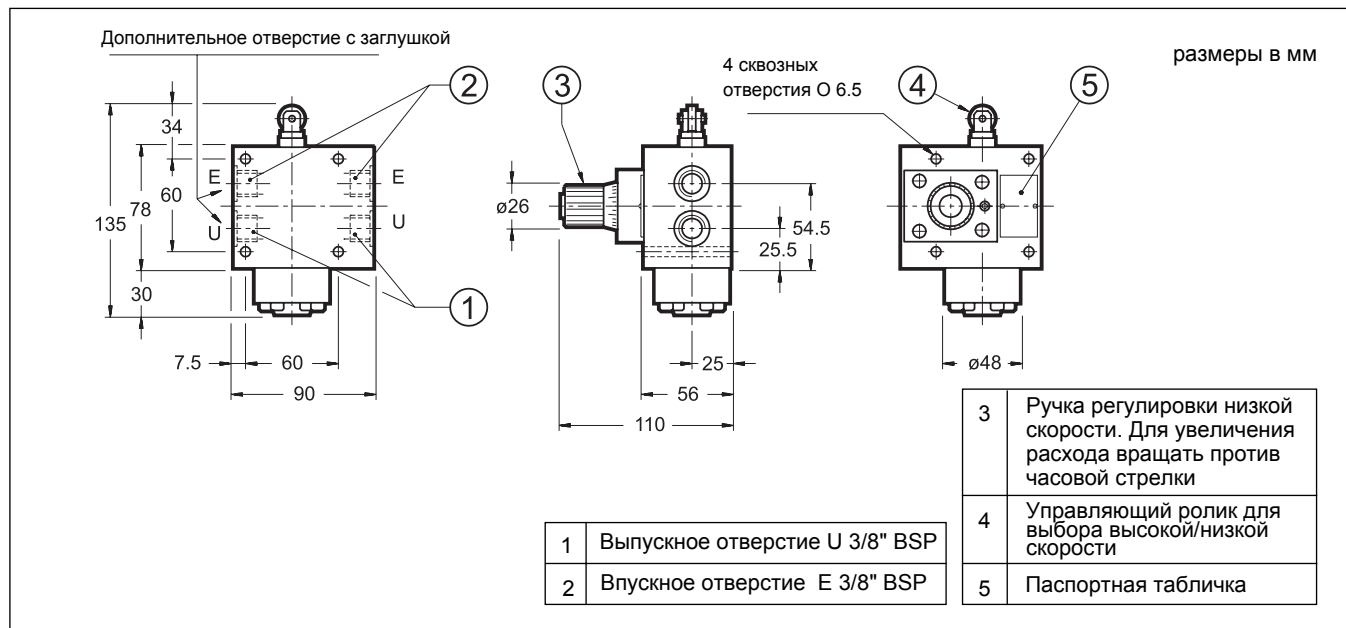 Дополнительное отверстие с заглушкой
размеры в мм
4 сквозных
отверстия O 6.5
2
3
4
5
1
E
E
U
U
34
60
78
135
30
7.5
60
90
ø26
54.5
25.5
25
56
110
ø48
1 Выпускное отверстие U 3/8" BSP
2 Впускное отверстие E 3/8" BSP
3 Ручка регулировки низкой
скорости. Для увеличения
расхода вращать против
часовой стрелки
4 Управляющий ролик для
выбора высокой/низкой
скорости
5 Паспортная табличка